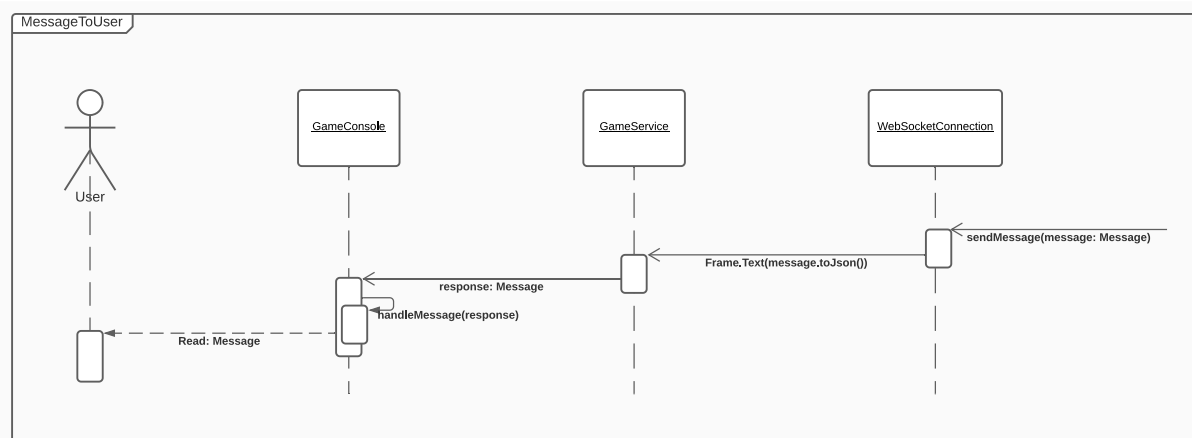 MessageToUser
User
GameConsole
GameService
WebSocketConnection
sendMessage(message: Message)
Frame.Text(message.toJson())
response: Message
handleMessage(response)
Read: Message